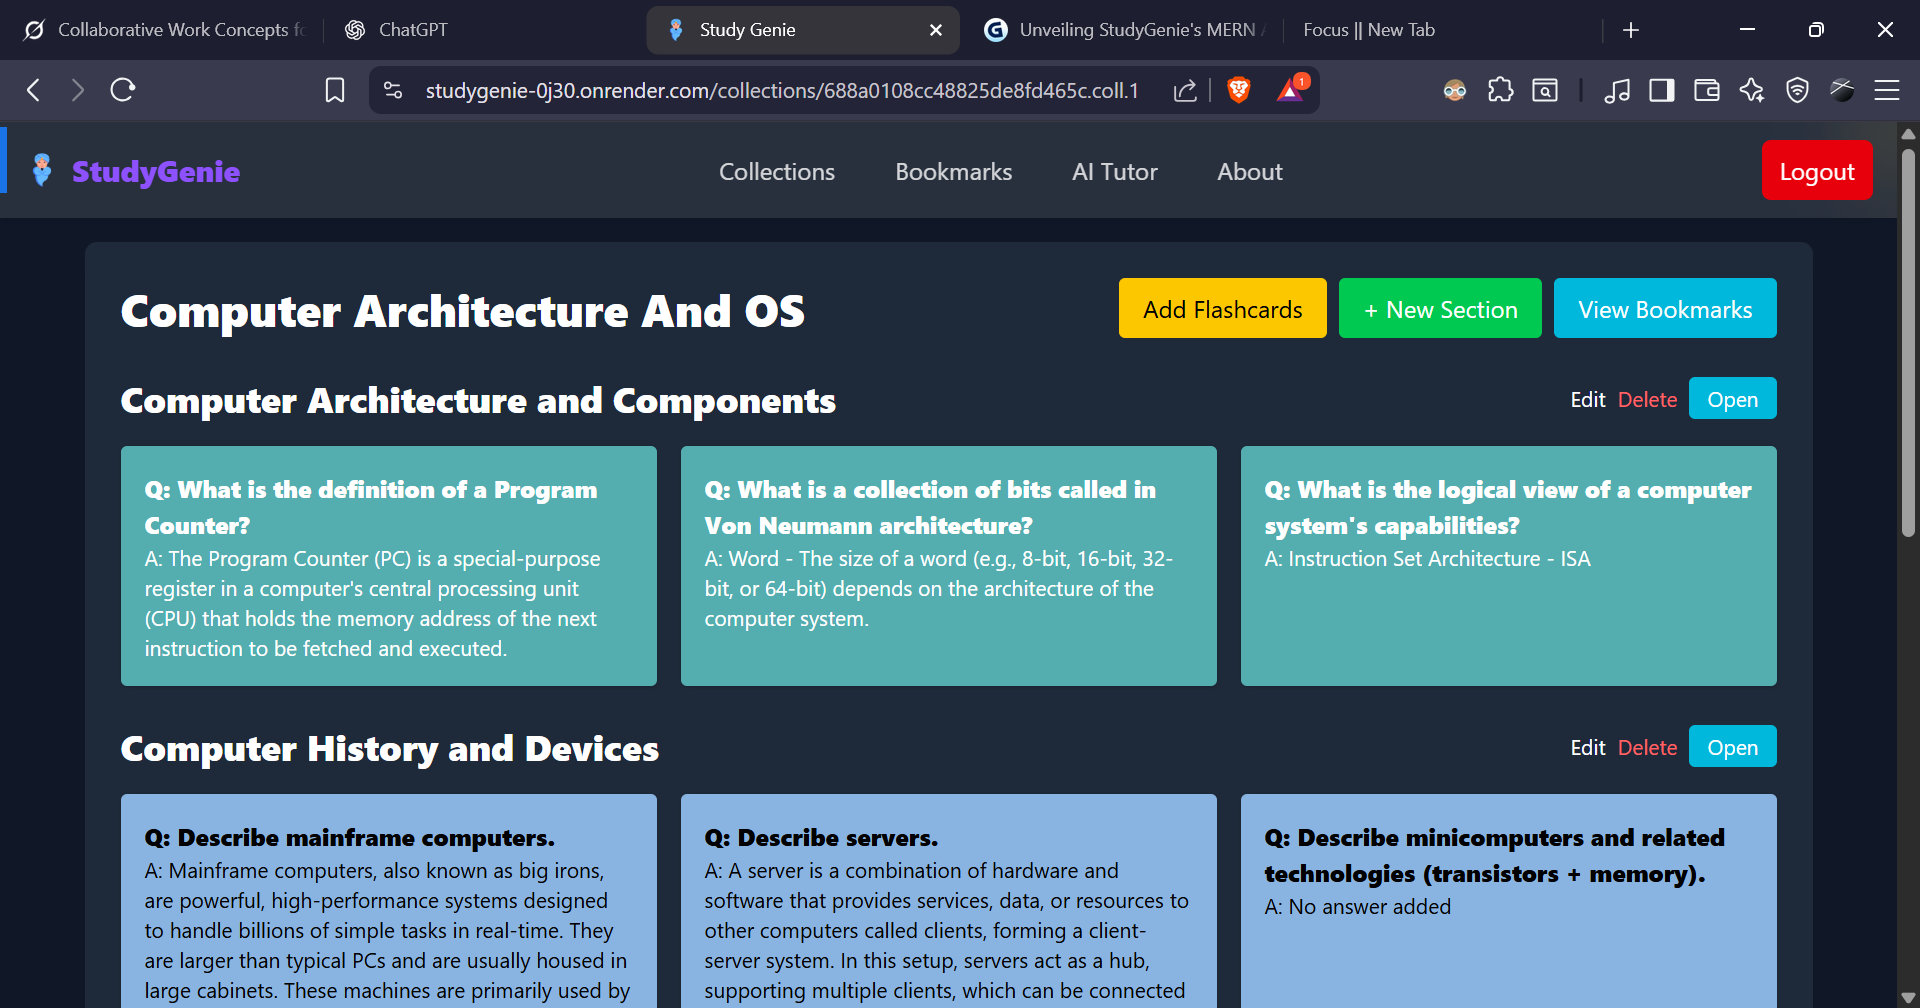 Collaborative Work Concepts fo
ChatGPT
Study Genie
Unveiling StudyGenie's MERN
Focus || New Tab
studygenie-0j30.onrender.com/collections/688a0108cc48825de8fd465c.coll.1
1
StudyGenie
Collections
Bookmarks
AI Tutor
About
Logout
Computer Architecture And OS
Add Flashcards
+ New Section
View Bookmarks
Computer Architecture and Components
Edit
Delete
Open
Q: What is the definition of a Program
Counter?
A: The Program Counter (PC) is a special-purpose
register in a computer's central processing unit
(CPU) that holds the memory address of the next
instruction to be fetched and executed.
Q: What is a collection of bits called in
Von Neumann architecture?
A: Word - The size of a word (e.g., 8-bit, 16-bit, 32-
bit, or 64-bit) depends on the architecture of the
computer system.
Q: What is the logical view of a computer
system's capabilities?
A: Instruction Set Architecture - ISA
Computer History and Devices
Edit
Delete
Open
Q: Describe mainframe computers.
A: Mainframe computers, also known as big irons,
are powerful, high-performance systems designed
to handle billions of simple tasks in real-time. They
are larger than typical PCs and are usually housed in
large cabinets. These machines are primarily used by
Q: Describe servers.
A: A server is a combination of hardware and
software that provides services, data, or resources to
other computers called clients, forming a client-
server system. In this setup, servers act as a hub,
supporting multiple clients, which can be connected
Q: Describe minicomputers and related
technologies (transistors + memory).
A: No answer added